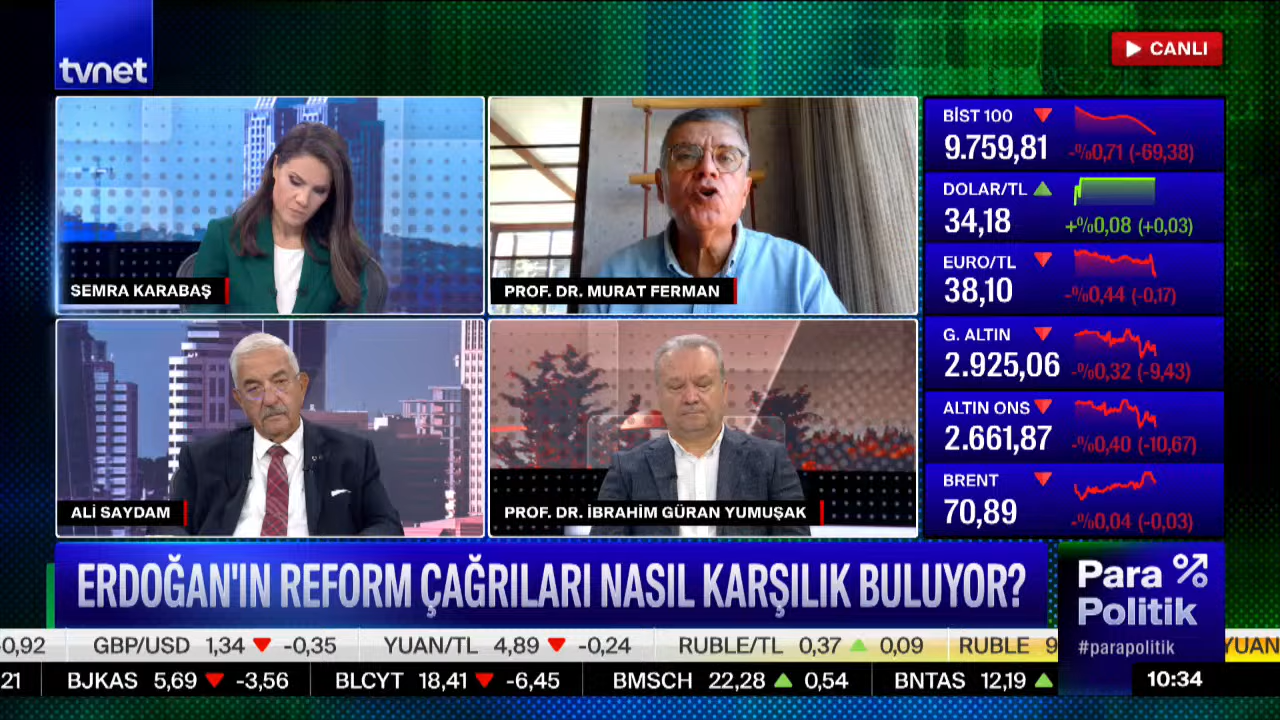 tvnet
CANLI
SEMRA KARABAŞ
PROF. DR. MURAT FERMAN
ALİ SAYDAM
PROF. DR. İBRAHİM GÜRAN YUMUŞAK
BİST 100
9.759,81
-%0,71 (-69,38)
DOLAR/TL
34,18
+%0,08 (+0,03)
EURO/TL
38,10
-%0,44 (-0,17)
G. ALTIN
2.925,06
-%0,32 (-9,43)
ALTIN ONS
2.661,87
-%0,40 (-10,67)
BRENT
70,89
-%0,04 (-0,03)
ERDOĞAN'IN REFORM ÇAĞRILARI NASIL KARŞILIK BULUYOR?
Para %
Politik
#parapolitik
-0,92 GBP/USD 1,34 -0,35 YUAN/TL 4,89 -0,24 RUBLE/TL 0,37 0,09 RUBLE 9 YUAN
21 BJKAS 5,69 -3,56 BLCYT 18,41 -6,45 BMSCH 22,28 0,54 BNTAS 12,19 10:34